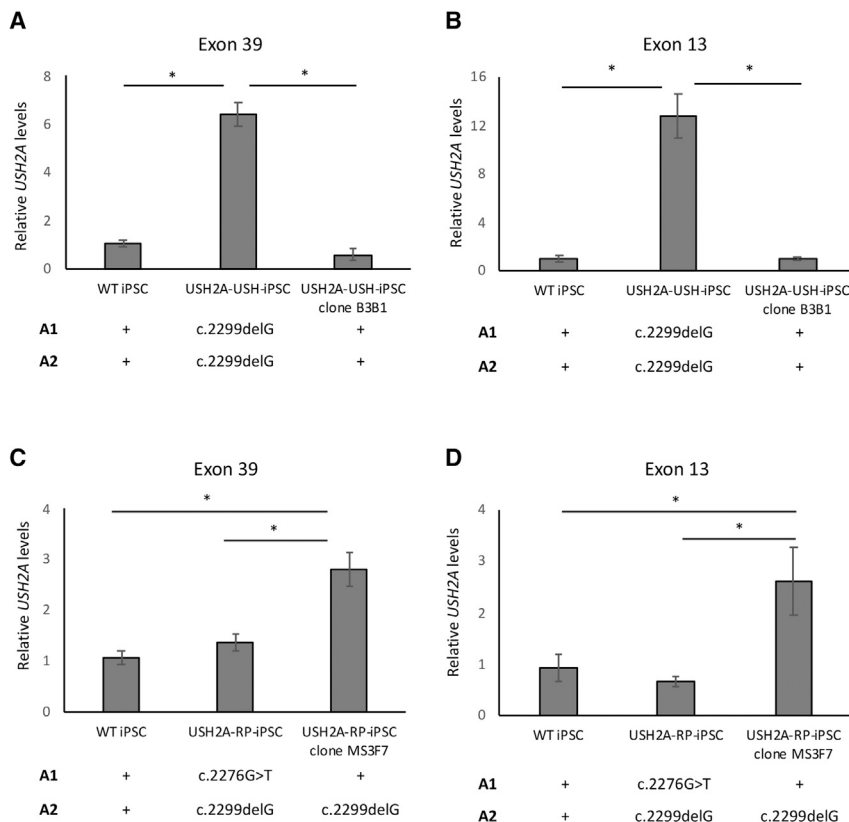 A
Exon 39
Relative USH2A levels
8
6
4
2
0
*
*
WT iPSC
USH2A-USH-iPSC
USH2A-USH-iPSC
clone B3B1
A1
+
c.2299delG
+
A2
+
c.2299delG
+
B
Exon 13
Relative USH2A levels
16
12
8
4
0
*
*
WT iPSC
USH2A-USH-iPSC
USH2A-USH-iPSC
clone B3B1
A1
+
c.2299delG
+
A2
+
c.2299delG
+
C
Exon 39
Relative USH2A levels
4
3
2
1
0
*
*
WT iPSC
USH2A-RP-iPSC
USH2A-RP-iPSC
clone MS3F7
A1
+
c.2276G>T
+
A2
+
c.2299delG
c.2299delG
D
Exon 13
Relative USH2A levels
4
3
2
1
0
*
*
WT iPSC
USH2A-RP-iPSC
USH2A-RP-iPSC
clone MS3F7
A1
+
c.2276G>T
+
A2
+
c.2299delG
c.2299delG